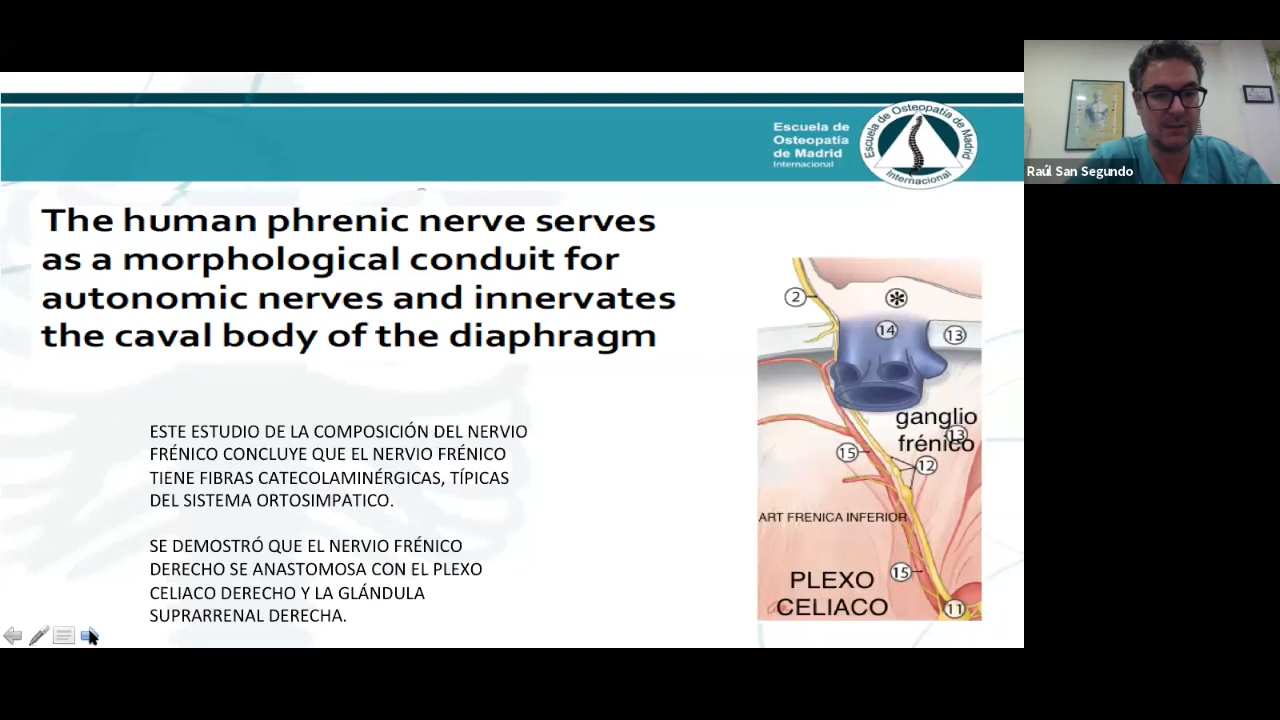 Escuela de
Osteopatía
de Madrid
Internacional
Escuela de Osteopatía de Madrid
Internacional
Raúl San Segundo
The human phrenic nerve serves
as a morphological conduit for
autonomic nerves and innervates
the caval body of the diaphragm
ESTE ESTUDIO DE LA COMPOSICIÓN DEL NERVIO
FRÉNICO CONCLUYE QUE EL NERVIO FRÉNICO
TIENE FIBRAS CATECOLAMINÉRGICAS, TÍPICAS
DEL SISTEMA ORTOSIMPATICO.
SE DEMOSTRÓ QUE EL NERVIO FRÉNICO
DERECHO SE ANASTOMOSA CON EL PLEXO
CELIACO DERECHO Y LA GLÁNDULA
SUPRARRENAL DERECHA.
2
*
14
13
ganglio
frénico
13
15
12
ART FRENICA INFERIOR
15
PLEXO
CELIACO
11